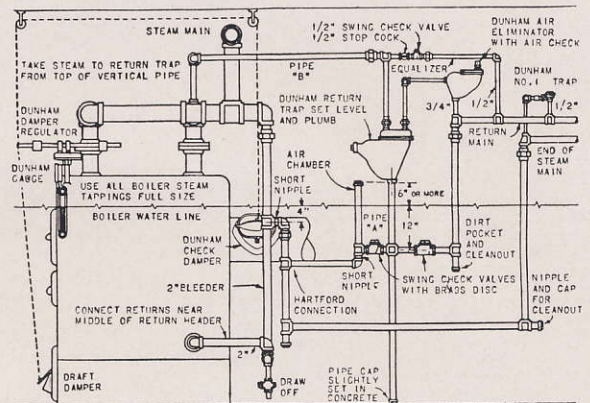 STEAM MAIN
1/2" SWING CHECK VALVE
1/2" STOP COCK
DUNHAM AIR
ELIMINATOR
WITH AIR CHECK
TAKE STEAM TO RETURN TRAP
FROM TOP OF VERTICAL PIPE
PIPE
"B"
EQUALIZER
DUNHAM
NO.1 TRAP
DUNHAM
DAMPER
REGULATOR
DUNHAM RETURN
TRAP SET LEVEL
AND PLUMB
3/4"
1/2"
1/2"
RETURN
MAIN
END OF
STEAM
MAIN
DUNHAM
GAGE
AIR
CHAMBER
USE ALL BOILER STEAM
TAPPINGS FULL SIZE
SHORT
NIPPLE
16" OR MORE
BOILER WATER LINE
4"
PIPE
"A"
12"
DUNHAM
CHECK
DAMPER
DIRT
POCKET
AND
CLEANOUT
SHORT
NIPPLE
SWING CHECK VALVES
WITH BRASS DISC
2" BLEEDER
HARTFORD
CONNECTION
NIPPLE
AND CAP
FOR
CLEANOUT
CONNECT RETURNS NEAR
MIDDLE OF RETURN HEADER
2"
DRAFT
DAMPER
DRAW
OFF
PIPE CAP
SLIGHTLY
SET IN
CONCRETE